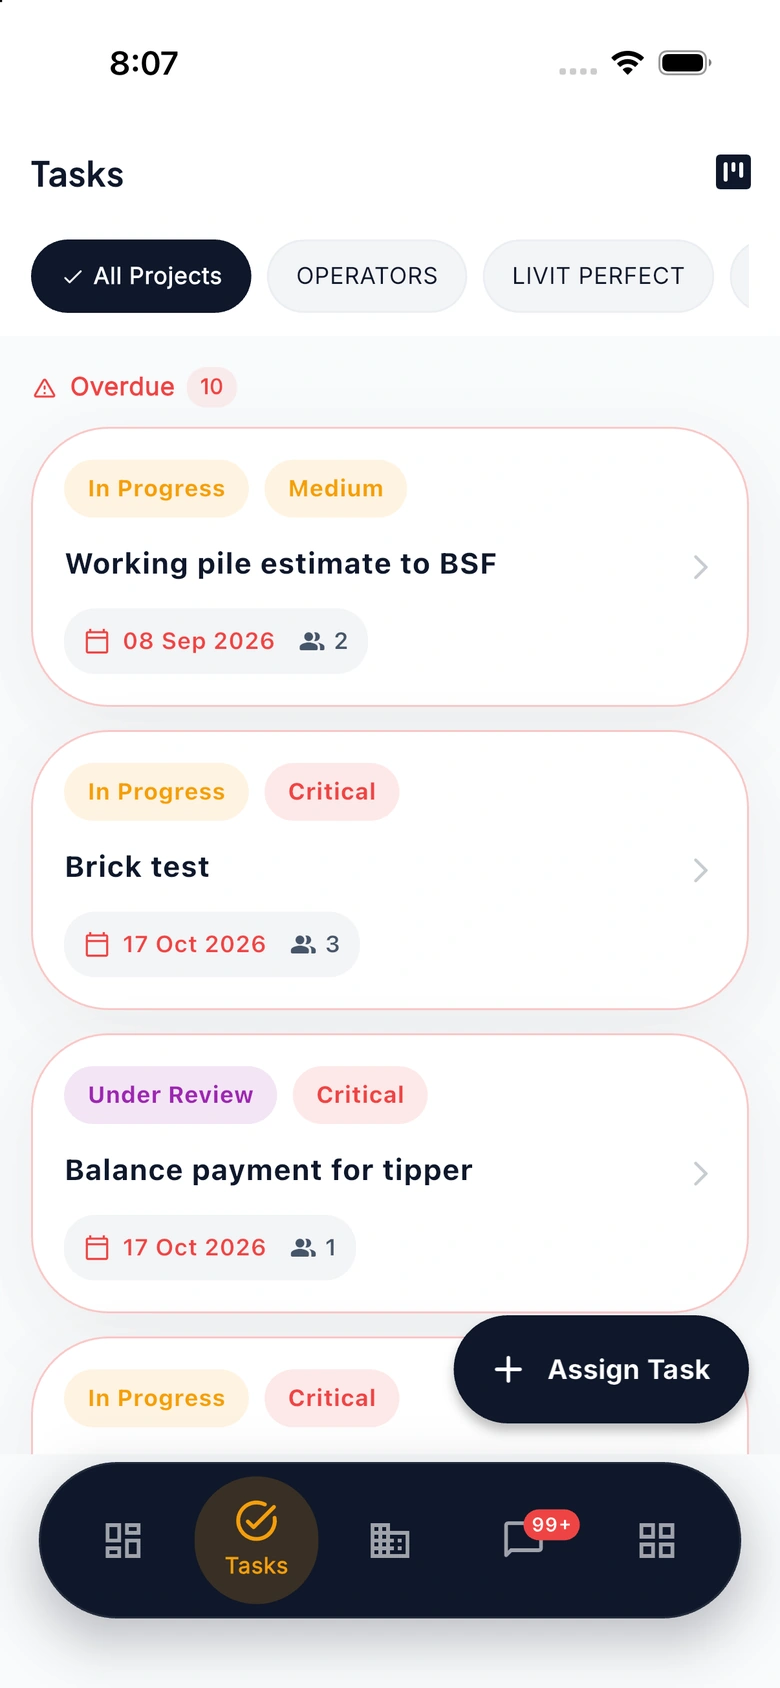 8:07
Tasks
All Projects
OPERATORS
LIVIT PERFECT
Overdue 10
In Progress
Medium
Working pile estimate to BSF
08 Sep 2026
2
In Progress
Critical
Brick test
17 Oct 2026
3
Under Review
Critical
Balance payment for tipper
17 Oct 2026
1
In Progress
Critical
Assign Task
Tasks
99+